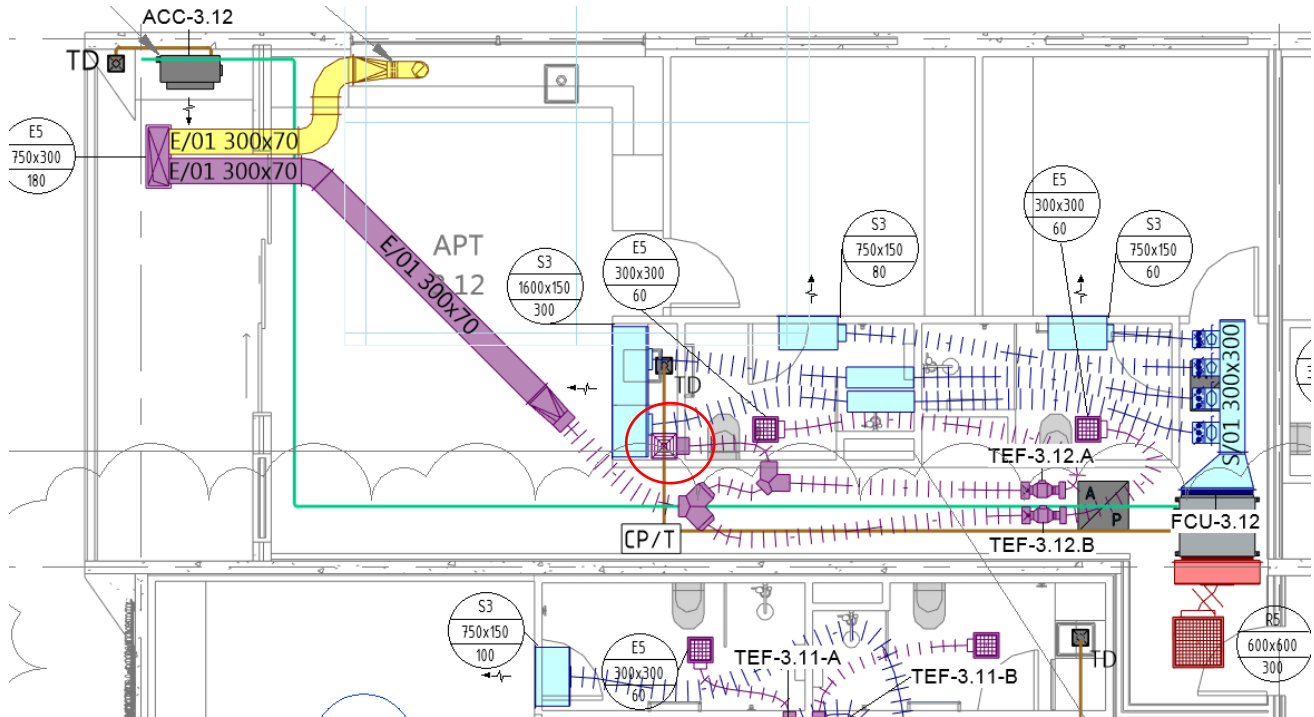 ACC-3.12
TD
E5
750x300
180
E/01 300x70
E/01 300x70
E/01 300x70
APT
3.12
S3
1600x150
300
E5
300x300
60
S3
750x150
80
E5
300x300
60
S3
750x150
60
TD
S/01 300x300
TEF-3.12.A
A
P
FCU-3.12
CP/T
TEF-3.12.B
S3
750x150
100
E5
300x300
60
TEF-3.11-A
TEF-3.11-B
TD
R5
600x600
300